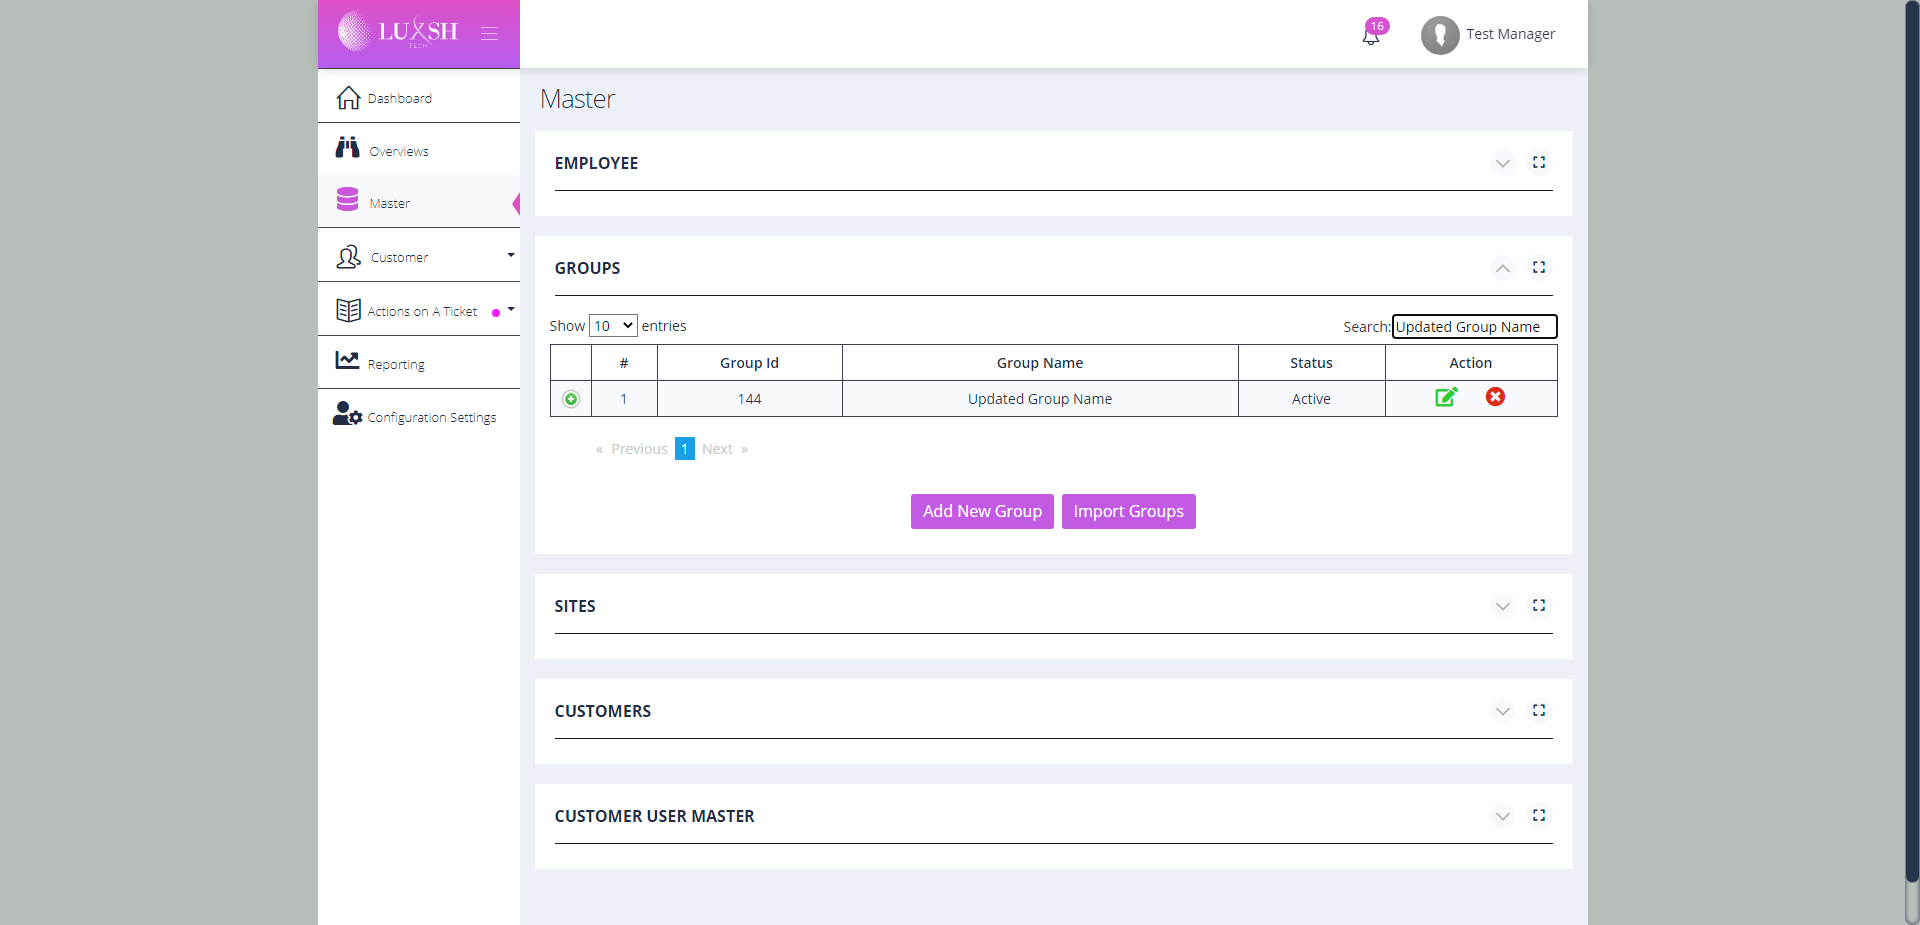 LUXSH
TECH
16
Test Manager
Dashboard
Overviews
Master
Customer
Actions on A Ticket
Reporting
Configuration Settings
Master
EMPLOYEE
GROUPS
Show 10 entries
Search: Updated Group Name
# Group Id Group Name Status Action
1 144 Updated Group Name Active
« Previous 1 Next »
Add New Group Import Groups
SITES
CUSTOMERS
CUSTOMER USER MASTER